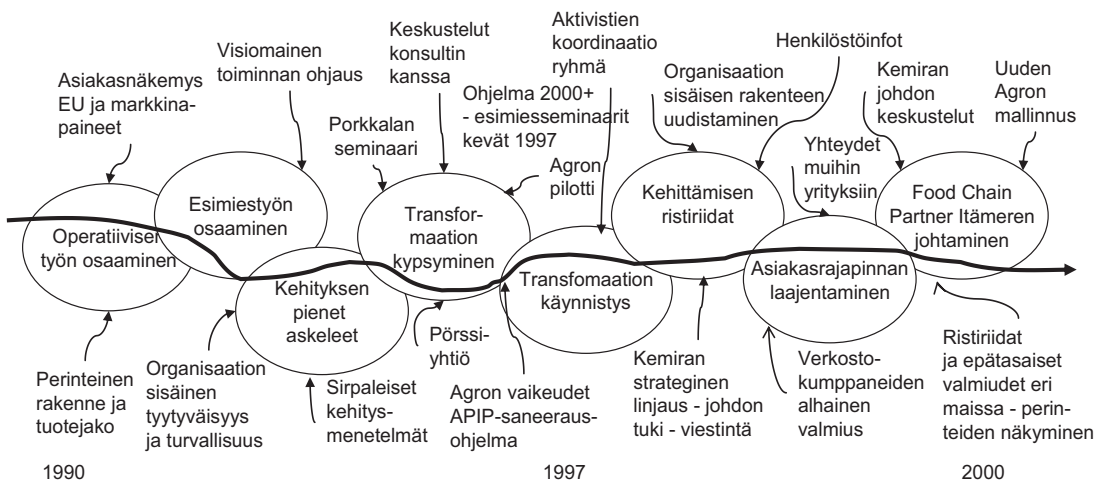 Asiakasnäkemys
EU ja markkina-
paineet
Visiomainen
toiminnan ohjaus
Keskustelut
konsultin
kanssa
Porkkalan
seminaari
Ohjelma 2000+
- esimiesseminaarit
kevät 1997
Aktivistien
koordinaatio
ryhmä
Agron
pilotti
Organisaation
sisäisen rakenteen
uudistaminen
Henkilöstöinfot
Yhteydet
muihin
yrityksiin
Kemiran
johdon
keskustelut
Uuden
Agron
mallinnus
Operatiivisen
työn osaaminen
Esimiestyön
osaaminen
Kehityksen
pienet
askeleet
Transfor-
maation
kypsyminen
Transfomaation
käynnistys
Kehittämisen
ristiriidat
Asiakasrajapinnan
laajentaminen
Food Chain
Partner Itämeren
johtaminen
Perinteinen
rakenne ja
tuotejako
Organisaation
sisäinen
tyytyväisyys
ja turvallisuus
Sirpaleiset
kehitys-
menetelmät
Pörssi-
yhtiö
Agron vaikeudet
APIP-saneeraus-
ohjelma
Kemiran
strateginen
linjaus - johdon
tuki - viestintä
Verkosto-
kumppaneiden
alhainen
valmius
Ristiriidat
ja epätasaiset
valmiudet eri
maissa - perin-
teiden näkyminen
1990
1997
2000